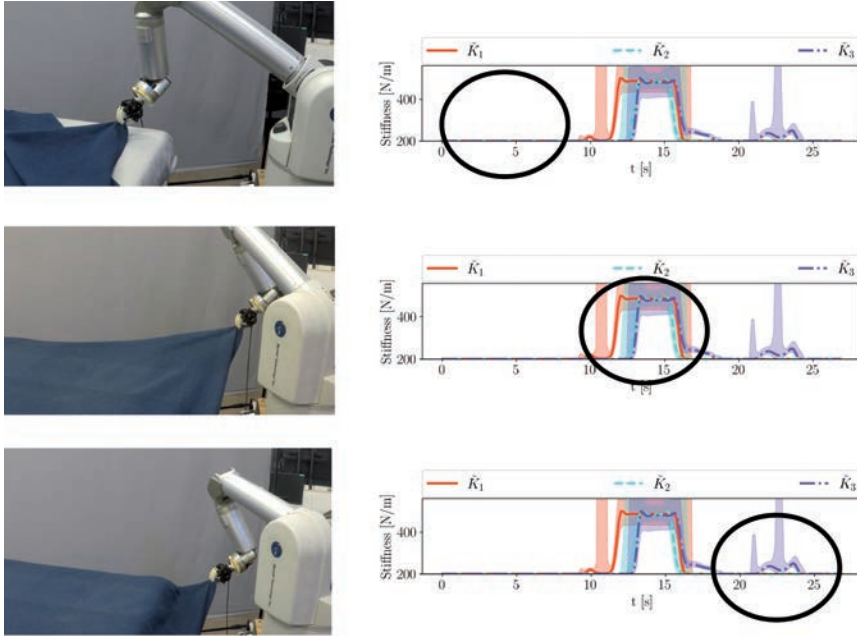 K̃₁ K̃₂ K̃₃
Stiffness [N/m]
400
200
0 5 10 15 20 25
t [s]
K̃₁ K̃₂ K̃₃
Stiffness [N/m]
400
200
0 5 10 15 20 25
t [s]
K̃₁ K̃₂ K̃₃
Stiffness [N/m]
400
200
0 5 10 15 20 25
t [s]